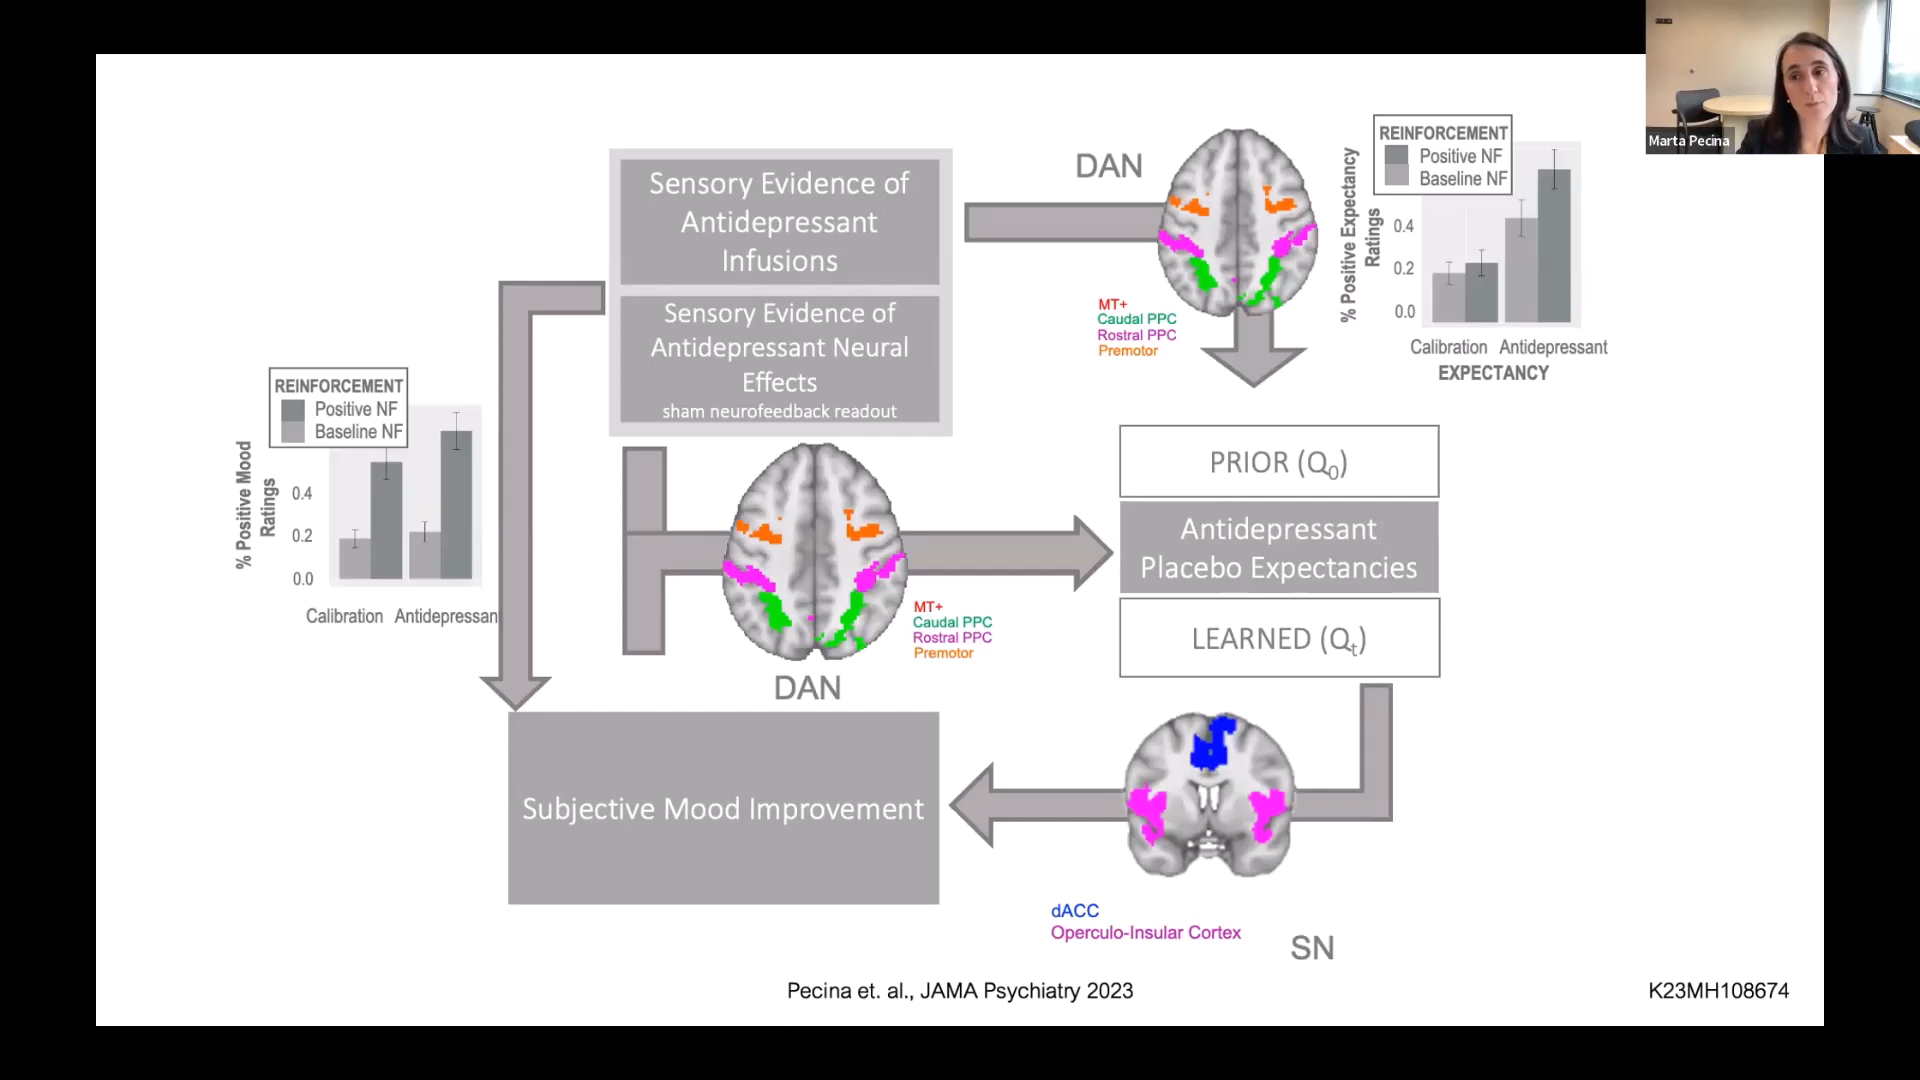 Marta Pecina
Sensory Evidence of
Antidepressant
Infusions
Sensory Evidence of
Antidepressant Neural
Effects
sham neurofeedback readout
DAN
MT+
Caudal PPC
Rostral PPC
Premotor
REINFORCEMENT
Positive NF
Baseline NF
% Positive Expectancy
Ratings
0.4
0.2
0.0
Calibration Antidepressant
EXPECTANCY
REINFORCEMENT
Positive NF
Baseline NF
% Positive Mood
Ratings
0.4
0.2
0.0
Calibration Antidepressan
MT+
Caudal PPC
Rostral PPC
Premotor
DAN
PRIOR (Q0)
Antidepressant
Placebo Expectancies
LEARNED (Qt)
Subjective Mood Improvement
dACC
Operculo-Insular Cortex
SN
Pecina et. al., JAMA Psychiatry 2023
K23MH108674